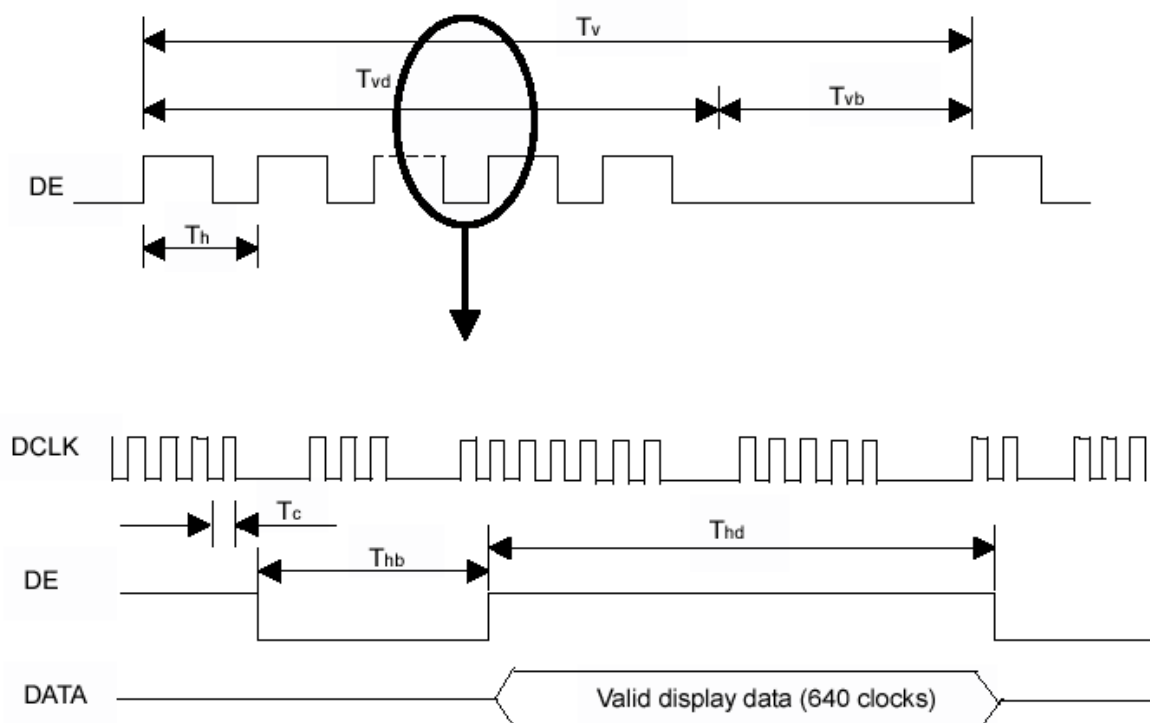 Tv
Tvd
Tvb
DE
Th
DCLK
Tc
Thd
Thb
DE
DATA
Valid display data (640 clocks)